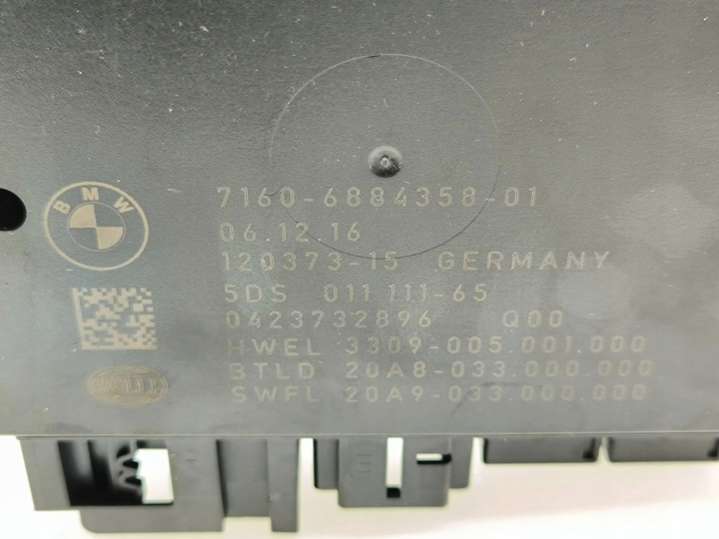 BMW
7160-6884358-01
06.12.16
120373-15 GERMANY
5DS 011 111-65
0423732896 Q00
HWEL 3309-005.001.000
BTLD 20A8-033.000.000
SWFL 20A9-033.000.000
HELLA